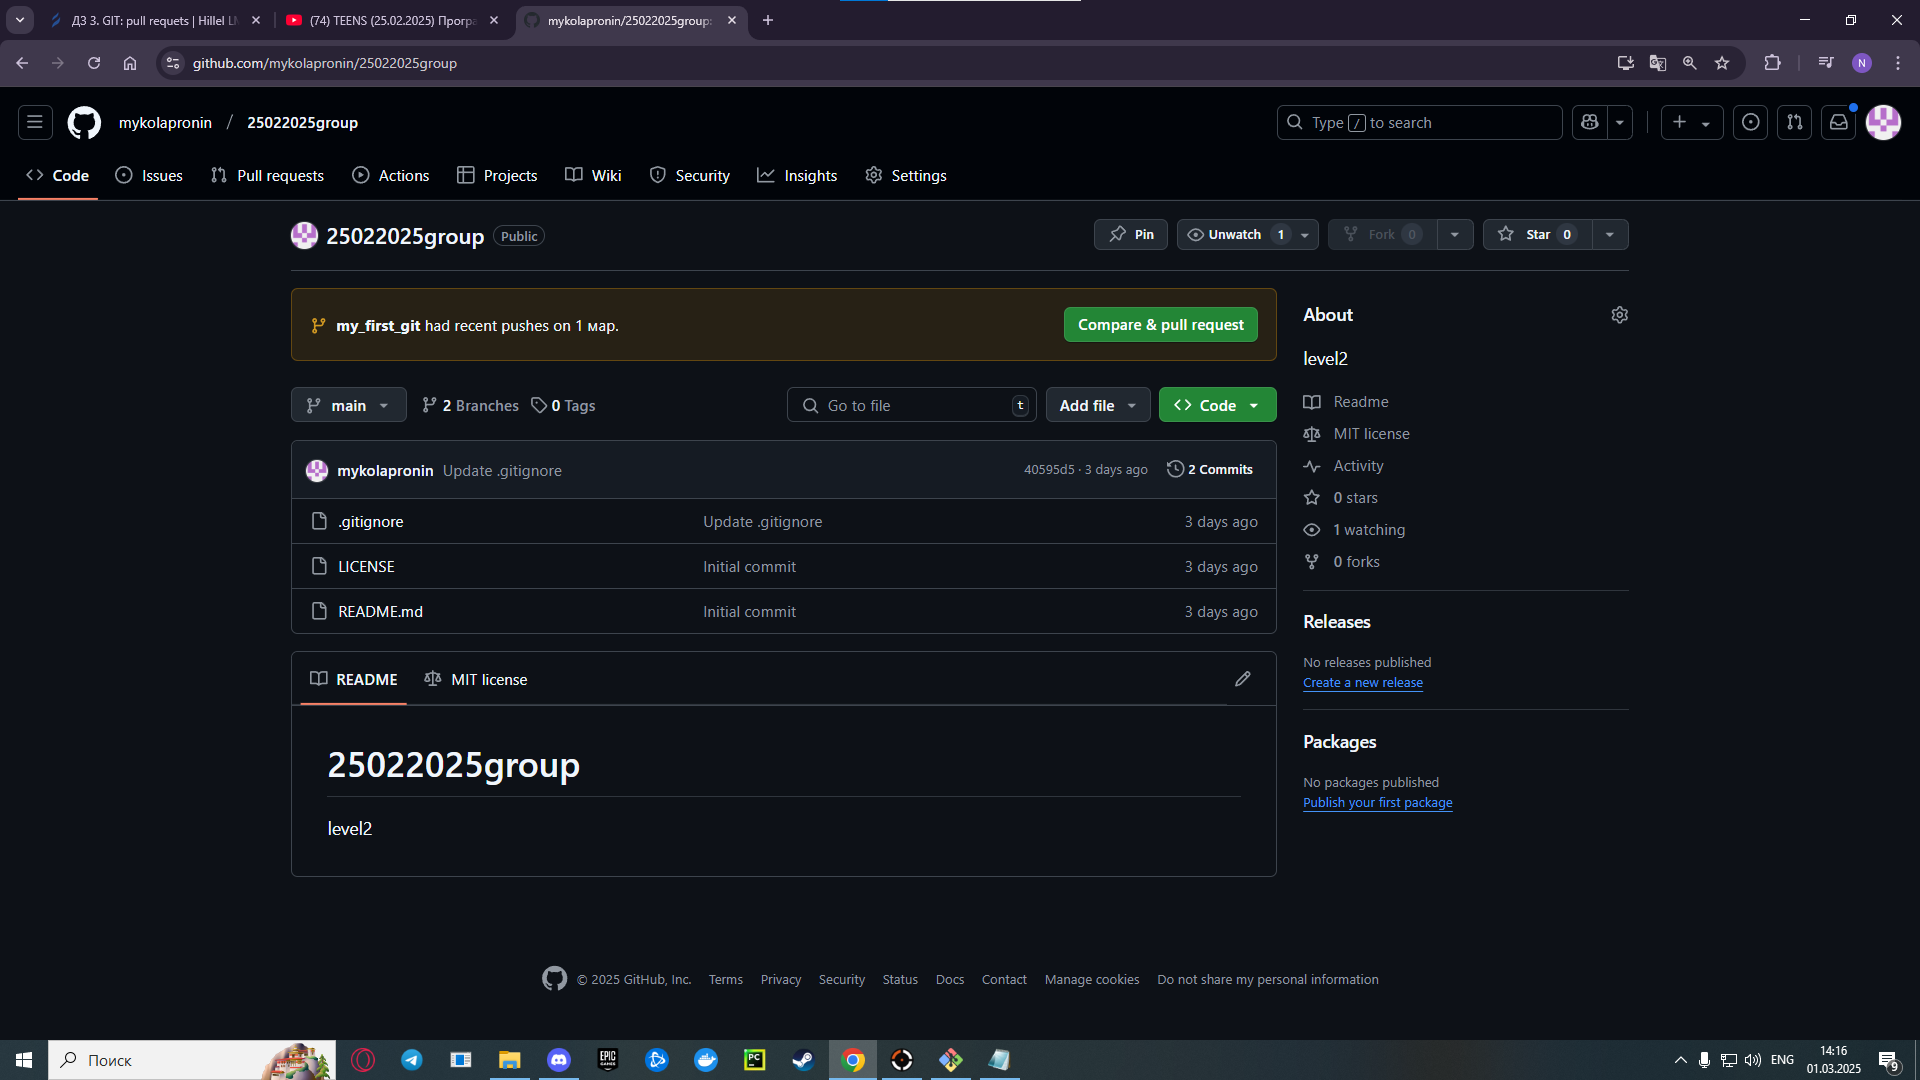 ДЗ 3. GIT: pull requets | Hillel LM
(74) TEENS (25.02.2025) Програ
mykolapronin/25022025group:
github.com/mykolapronin/25022025group
N
mykolapronin / 25022025group
Type / to search
Code
Issues
Pull requests
Actions
Projects
Wiki
Security
Insights
Settings
25022025group Public
Pin
Unwatch 1
Fork 0
Star 0
my_first_git had recent pushes on 1 мар.
Compare & pull request
main
2 Branches
0 Tags
Go to file t
Add file
Code
mykolapronin Update .gitignore 40595d5 · 3 days ago 2 Commits
.gitignore Update .gitignore 3 days ago
LICENSE Initial commit 3 days ago
README.md Initial commit 3 days ago
README
MIT license
25022025group
level2
About
level2
Readme
MIT license
Activity
0 stars
1 watching
0 forks
Releases
No releases published
Create a new release
Packages
No packages published
Publish your first package
© 2025 GitHub, Inc. Terms Privacy Security Status Docs Contact Manage cookies Do not share my personal information
Поиск
EPIC GAMES
PC
ENG
14:16
01.03.2025
9